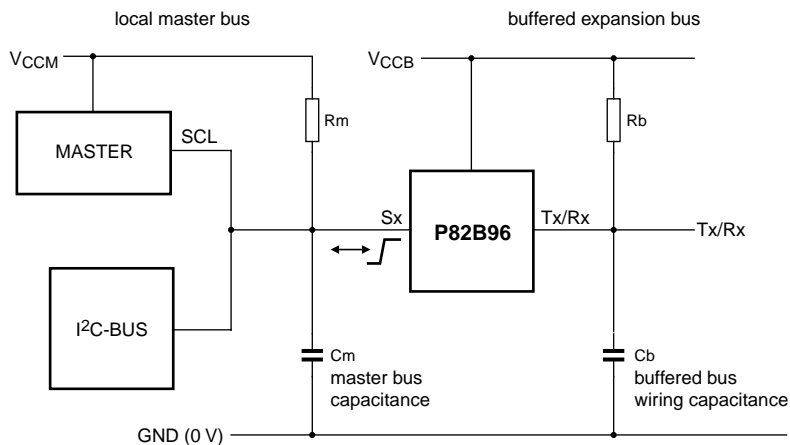 local master bus
buffered expansion bus
VCCM
VCCB
Rm
Rb
SCL
MASTER
Sx
P82B96
Tx/Rx
Tx/Rx
I2C-BUS
Cm
master bus
capacitance
Cb
buffered bus
wiring capacitance
GND (0 V)